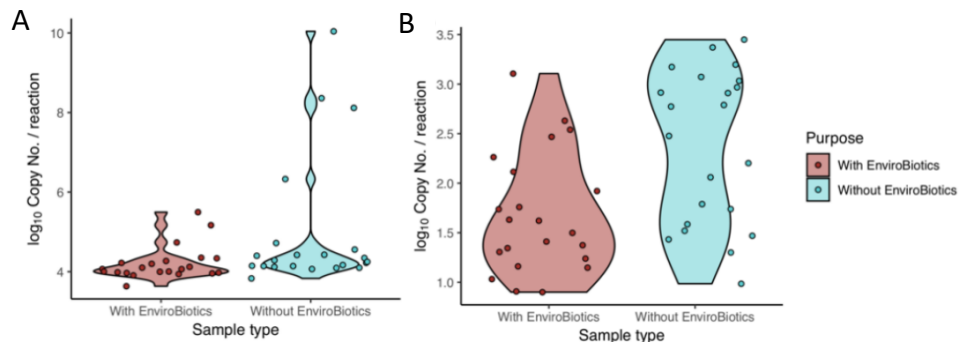 A
log10 Copy No. / reaction
10
8
6
4
With EnviroBiotics
Without EnviroBiotics
Sample type
B
log10 Copy No. / reaction
3.5
3.0
2.5
2.0
1.5
1.0
With EnviroBiotics
Without EnviroBiotics
Sample type
Purpose
With EnviroBiotics
Without EnviroBiotics